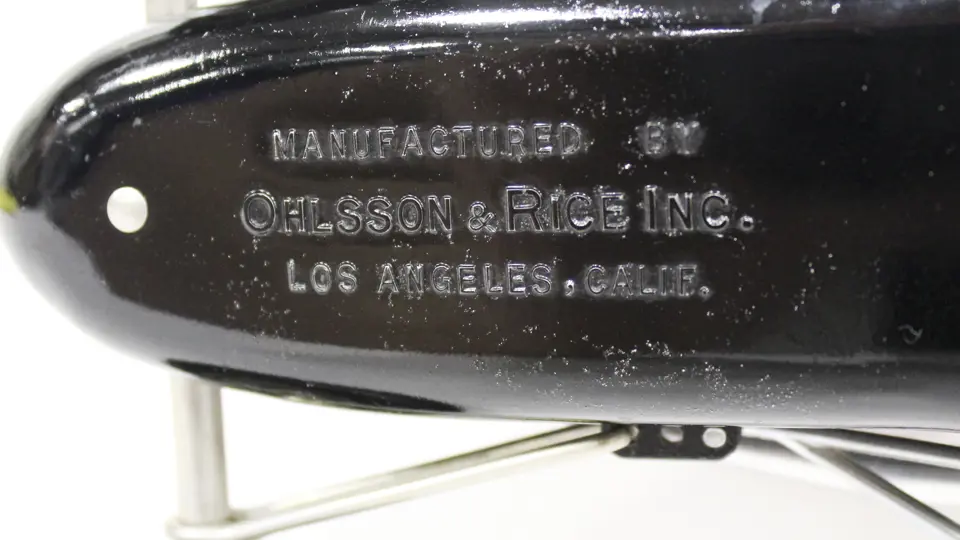 MANUFACTURED BY
OHLSSON & RICE INC.
LOS ANGELES, CALIF.